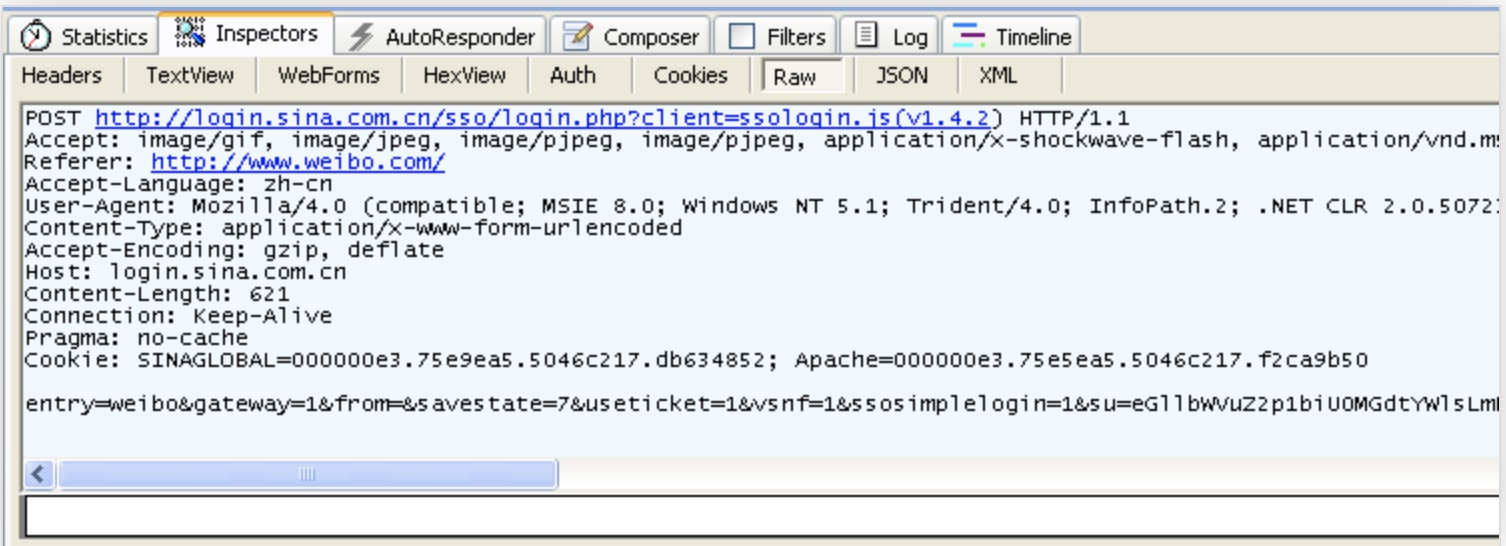 Statistics Inspectors AutoResponder Composer Filters Log Timeline
Headers TextView WebForms HexView Auth Cookies Raw JSON XML
POST http://login.sina.com.cn/sso/login.php?client=ssologin.js(v1.4.2) HTTP/1.1
Accept: image/gif, image/jpeg, image/pjpeg, image/pjpeg, application/x-shockwave-flash, application/vnd.m
Referer: http://www.weibo.com/
Accept-Language: zh-cn
User-Agent: Mozilla/4.0 (compatible; MSIE 8.0; Windows NT 5.1; Trident/4.0; InfoPath.2; .NET CLR 2.0.5072
Content-Type: application/x-www-form-urlencoded
Accept-Encoding: gzip, deflate
Host: login.sina.com.cn
Content-Length: 621
Connection: Keep-Alive
Pragma: no-cache
Cookie: SINAGLOBAL=000000e3.75e9ea5.5046c217.db634852; Apache=000000e3.75e5ea5.5046c217.f2ca9b50
entry=weibo&gateway=1&from=&savestate=7&useticket=1&vsnf=1&ssosimplelogin=1&su=eGllbWVuZ2p1biU0MGdtYWlsLm